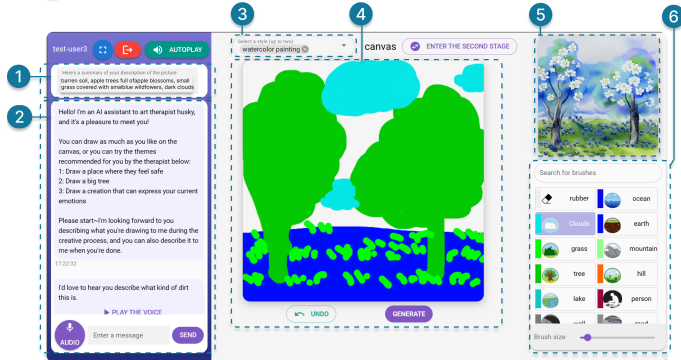 3
4
5
6
1
2
test-user3
AUTOPLAY
Here's a summary of your description of the picture
barren soil, apple trees full ofapple blossoms, small
grass covered with smalblue wildfowers, dark clouds
Hello! I'm an AI assistant to art therapist husky,
and it's a pleasure to meet you!
You can draw as much as you like on the
canvas, or you can try the themes
recommended for you by the therapist below:
1: Draw a place where they feel safe
2: Draw a big tree
3: Draw a creation that can express your current
emotions
Please start~I'm looking forward to you
describing what you're drawing to me during the
creative process, and you can also describe it to
me when you're done.
17:22:32
I'd love to hear you describe what kind of dirt
this is.
PLAY THE VOICE
AUDIO
Enter a message
SEND
Select a style (up to two)
watercolor painting
canvas
ENTER THE SECOND STAGE
UNDO
GENERATE
Search for brushes
rubber
ocean
Clouds
earth
grass
mountain
tree
hill
lake
person
Brush size